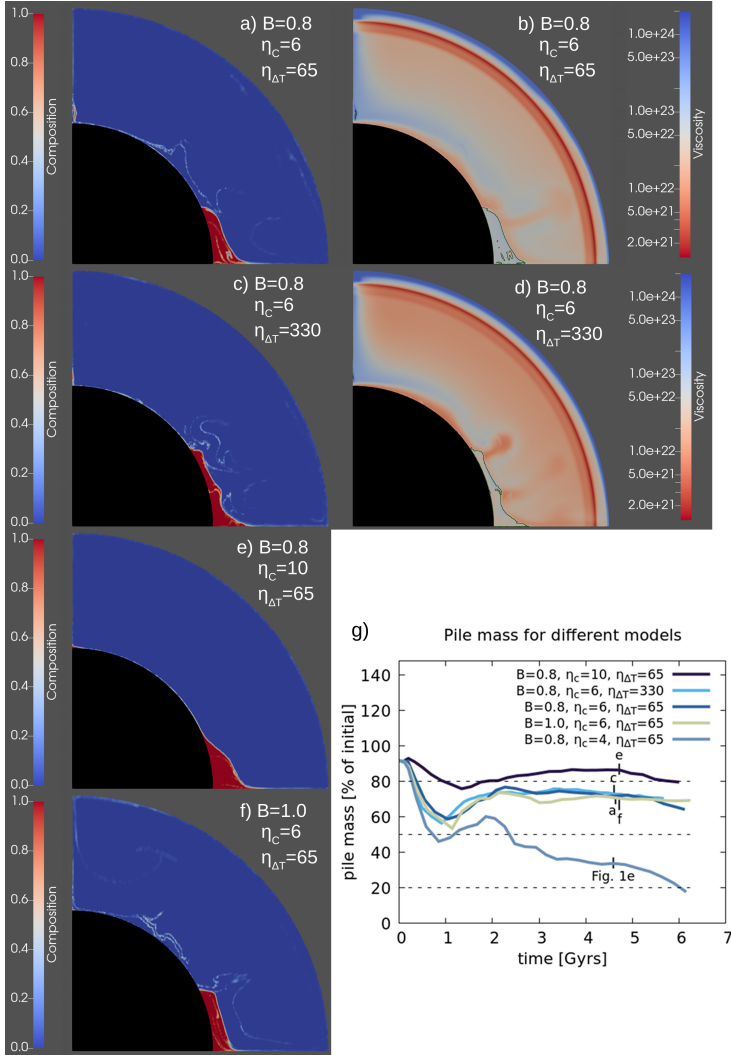 a) B=0.8
η_C=6
η_ΔT=65
1.0
0.8
0.6
0.4
0.2
0.0
Composition
b) B=0.8
η_C=6
η_ΔT=65
1.0e+24
5.0e+23
1.0e+23
5.0e+22
1.0e+22
5.0e+21
2.0e+21
Viscosity
c) B=0.8
η_C=6
η_ΔT=330
1.0
0.8
0.6
0.4
0.2
0.0
Composition
d) B=0.8
η_C=6
η_ΔT=330
1.0e+24
5.0e+23
1.0e+23
5.0e+22
1.0e+22
5.0e+21
2.0e+21
Viscosity
e) B=0.8
η_C=10
η_ΔT=65
1.0
0.8
0.6
0.4
0.2
0.0
Composition
f) B=1.0
η_C=6
η_ΔT=65
1.0
0.8
0.6
0.4
0.2
0.0
Composition
g)
Pile mass for different models
B=0.8, η_c=10, η_ΔT=65
B=0.8, η_c=6, η_ΔT=330
B=0.8, η_c=6, η_ΔT=65
B=1.0, η_c=6, η_ΔT=65
B=0.8, η_c=4, η_ΔT=65
e
c
a
f
Fig. 1e
140
120
100
80
60
40
20
0
pile mass [% of initial]
0 1 2 3 4 5 6 7
time [Gyrs]